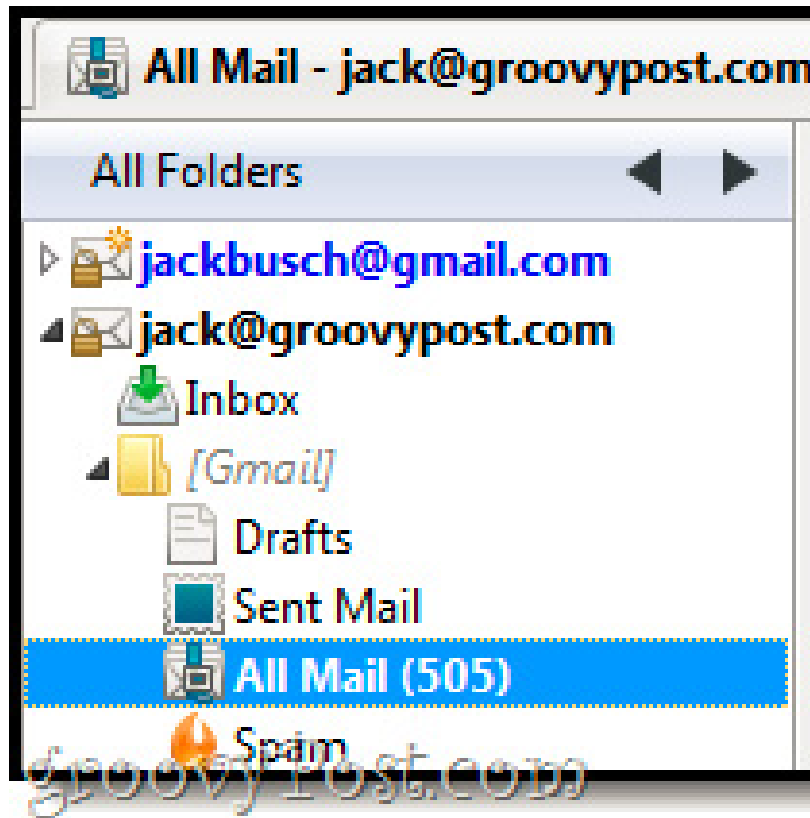 All Mail - jack@groovypost.com
All Folders
jackbusch@gmail.com
jack@groovypost.com
Inbox
[Gmail]
Drafts
Sent Mail
All Mail (505)
Spam
groovyPost.com